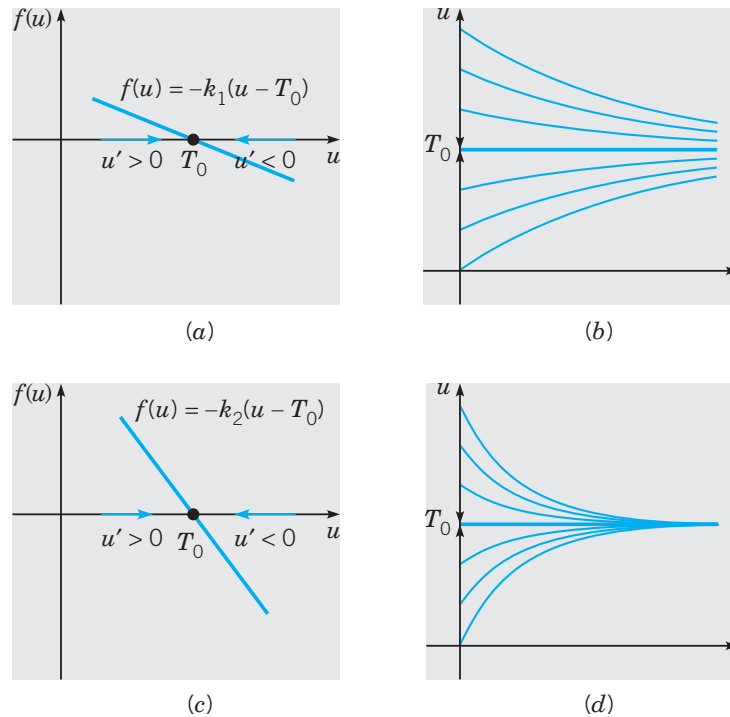 f(u)
f(u) = −k₁(u − T₀)
u′ > 0 T₀ u′ < 0 u
(a)
u
T₀
(b)
f(u)
f(u) = −k₂(u − T₀)
u′ > 0 T₀ u′ < 0 u
(c)
u
T₀
(d)